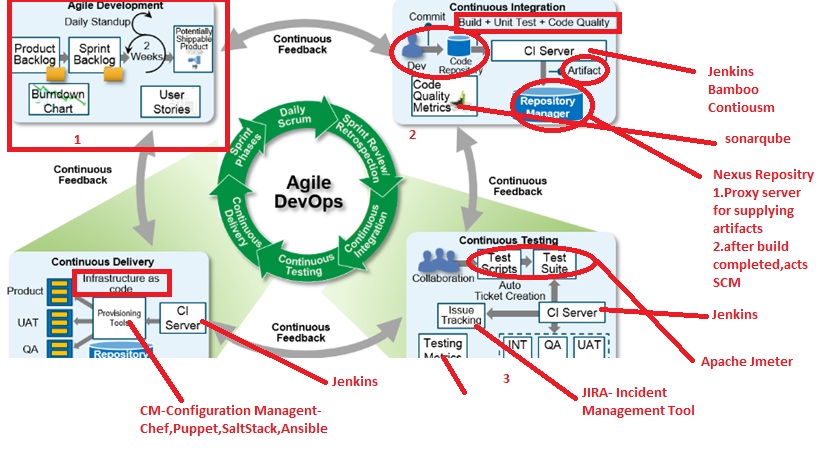 Agile Development
Daily Standup
Product
Backlog
Sprint
Backlog
2
Weeks
Potentially
Shippable
Product
Burndown
Chart
User
Stories
1
Continuous
Feedback
Continuous Integration
Commit
Build + Unit Test + Code Quality
Dev
Code
Repository
CI Server
Artifact
Code
Quality
Metrics
Repository
Manager
2
Jenkins
Bamboo
Contiousm
sonarqube
Nexus Repositry
1.Proxy server
for supplying
artifacts
2.after build
completed,acts
SCM
Continuous
Feedback
Agile
DevOps
Daily
Scrum
Sprint Review/
Retrospection
Continuous
Integration
Continuous
Testing
Continuous
Delivery
Sprint
Phases
Continuous
Feedback
Continuous Delivery
Infrastructure as
code
Product
UAT
QA
Provisioning
Tools
CI
Server
Repository
Continuous
Feedback
Continuous Testing
Collaboration
Test
Scripts
Test
Suite
Auto
Ticket Creation
Issue
Tracking
CI Server
Testing
Metrics
INT
QA
UAT
Jenkins
Apache Jmeter
3
Jenkins
JIRA- Incident
Management Tool
CM-Configuration Managent-
Chef,Puppet,SaltStack,Ansible